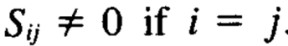 S_{ij} ≠ 0 if i = j.